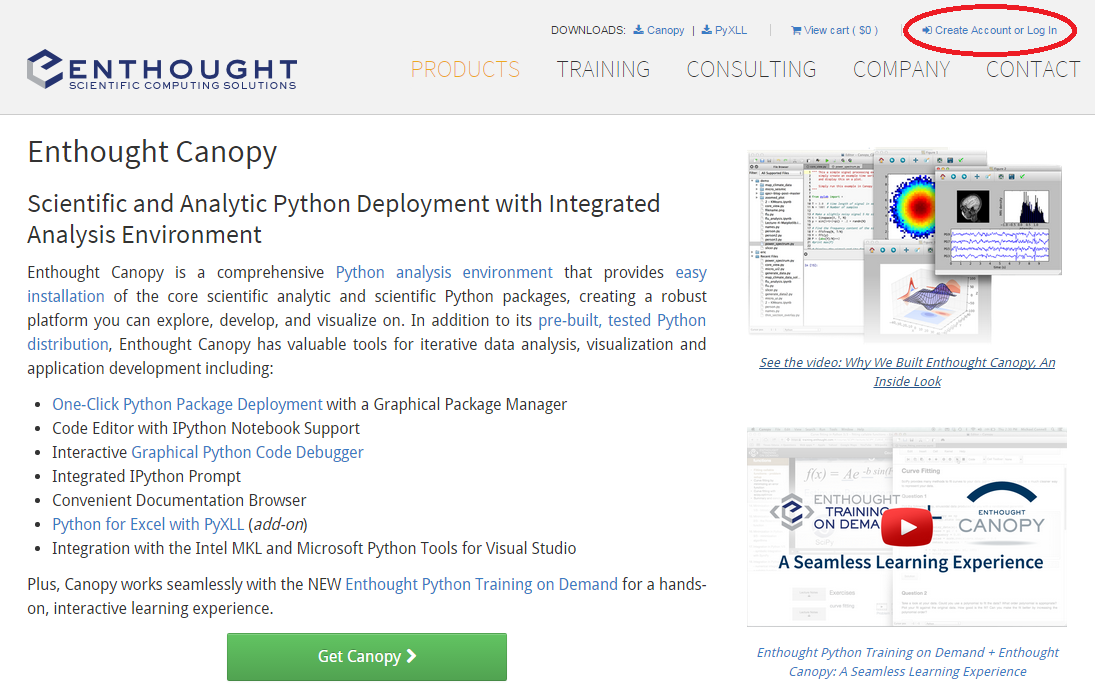 DOWNLOADS: Canopy | PyXLL | View cart ( $0 ) | Create Account or Log In
ENTHOUGHT
SCIENTIFIC COMPUTING SOLUTIONS
PRODUCTS TRAINING CONSULTING COMPANY CONTACT
Enthought Canopy
Scientific and Analytic Python Deployment with Integrated
Analysis Environment
Enthought Canopy is a comprehensive Python analysis environment that provides easy
installation of the core scientific analytic and scientific Python packages, creating a robust
platform you can explore, develop, and visualize on. In addition to its pre-built, tested Python
distribution, Enthought Canopy has valuable tools for iterative data analysis, visualization and
application development including:
• One-Click Python Package Deployment with a Graphical Package Manager
• Code Editor with IPython Notebook Support
• Interactive Graphical Python Code Debugger
• Integrated IPython Prompt
• Convenient Documentation Browser
• Python for Excel with PyXLL (add-on)
• Integration with the Intel MKL and Microsoft Python Tools for Visual Studio
Plus, Canopy works seamlessly with the NEW Enthought Python Training on Demand for a hands-
on, interactive learning experience.
Get Canopy
See the video: Why We Built Enthought Canopy, An
Inside Look
Curve Fitting
ENTHOUGHT
TRAINING
ON DEMAND
ENTHOUGHT
CANOPY
A Seamless Learning Experience
Enthought Python Training on Demand + Enthought
Canopy: A Seamless Learning Experience